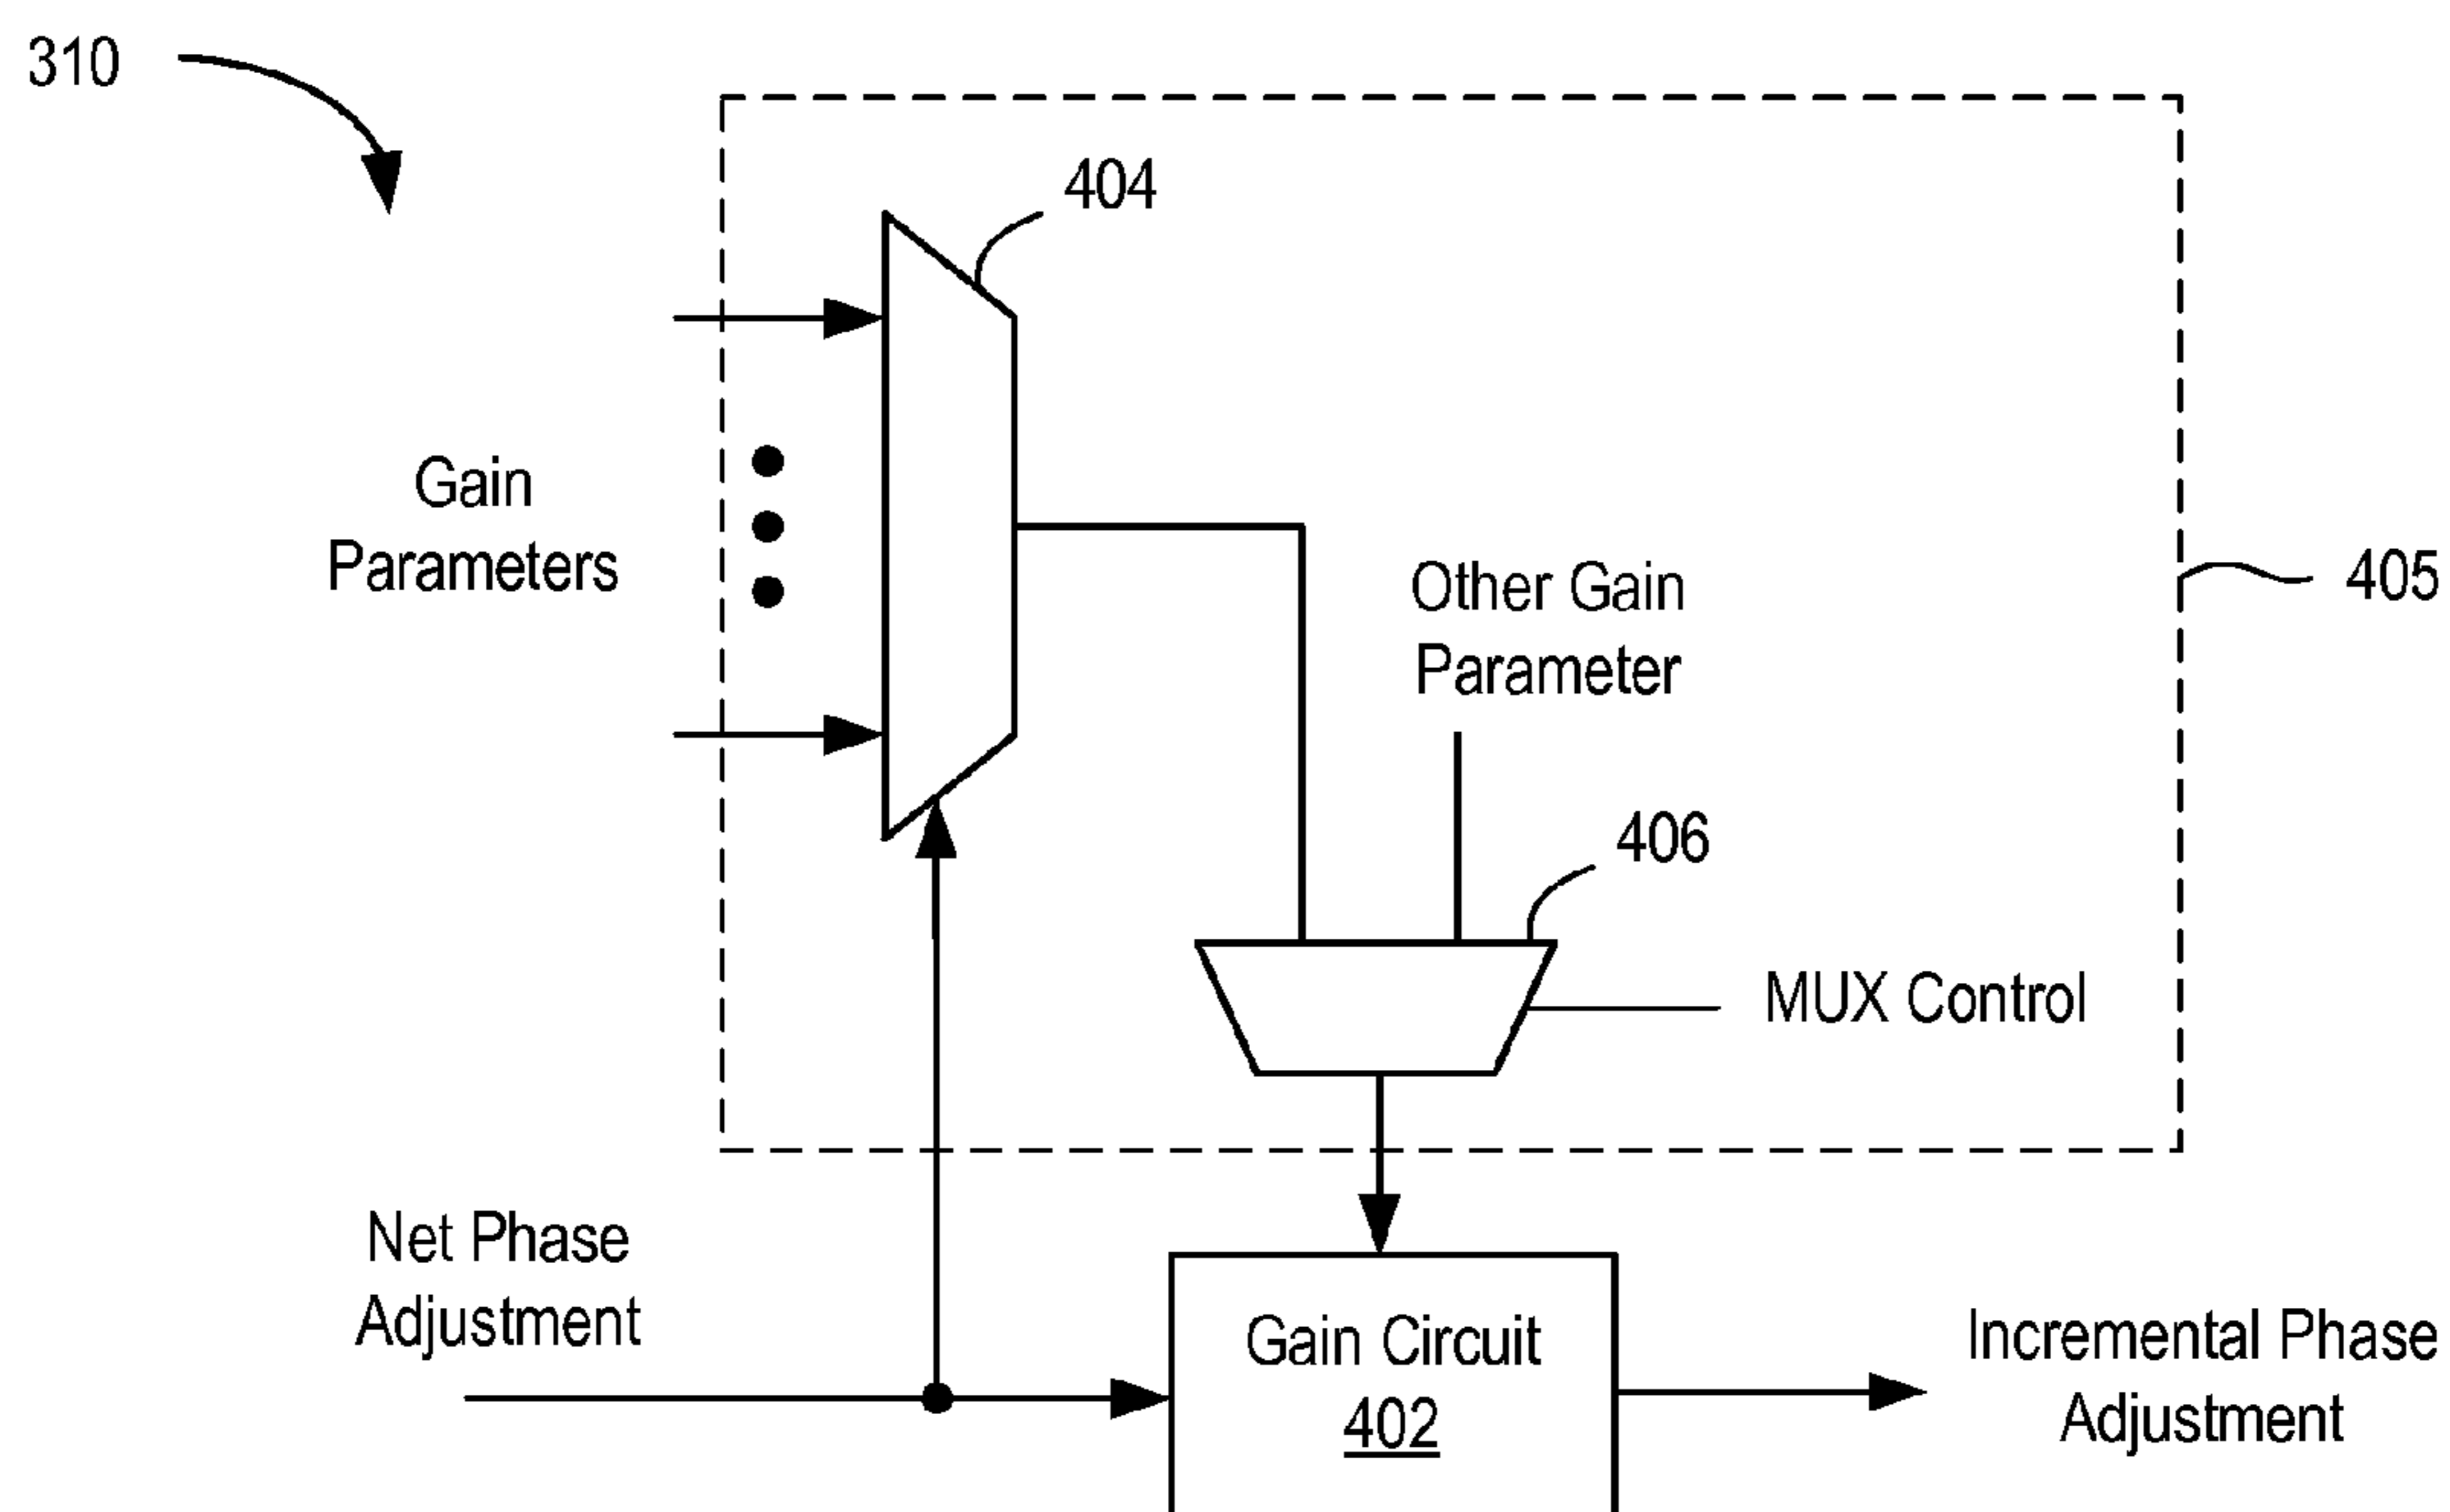 310
404
Gain
Parameters
Other Gain
Parameter
405
406
MUX Control
Net Phase
Adjustment
Gain Circuit
402
Incremental Phase
Adjustment